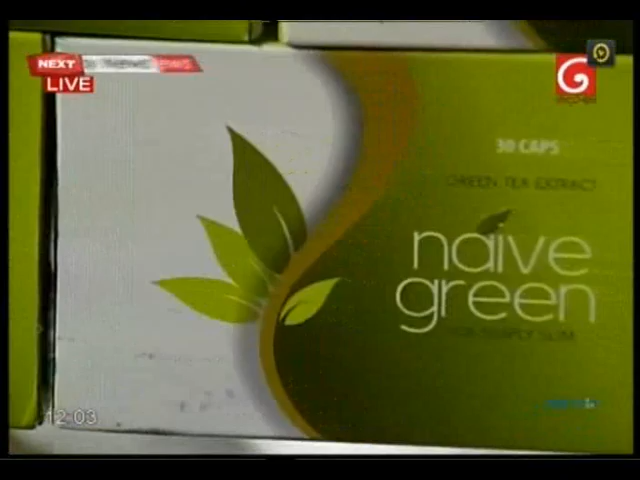 NEXT
LIVE
30 CAPS
GREEN TEA EXTRACT
naive
green
12:03